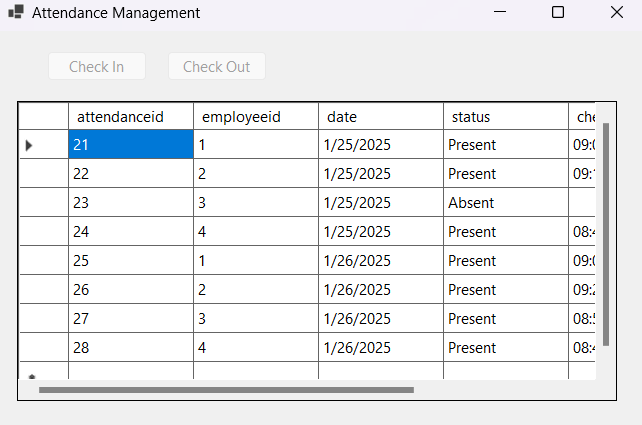 Attendance Management
Check In Check Out
attendanceid employeeid date status che
21 1 1/25/2025 Present 09:0
22 2 1/25/2025 Present 09:1
23 3 1/25/2025 Absent
24 4 1/25/2025 Present 08:4
25 1 1/26/2025 Present 09:0
26 2 1/26/2025 Present 09:2
27 3 1/26/2025 Present 08:5
28 4 1/26/2025 Present 08:4